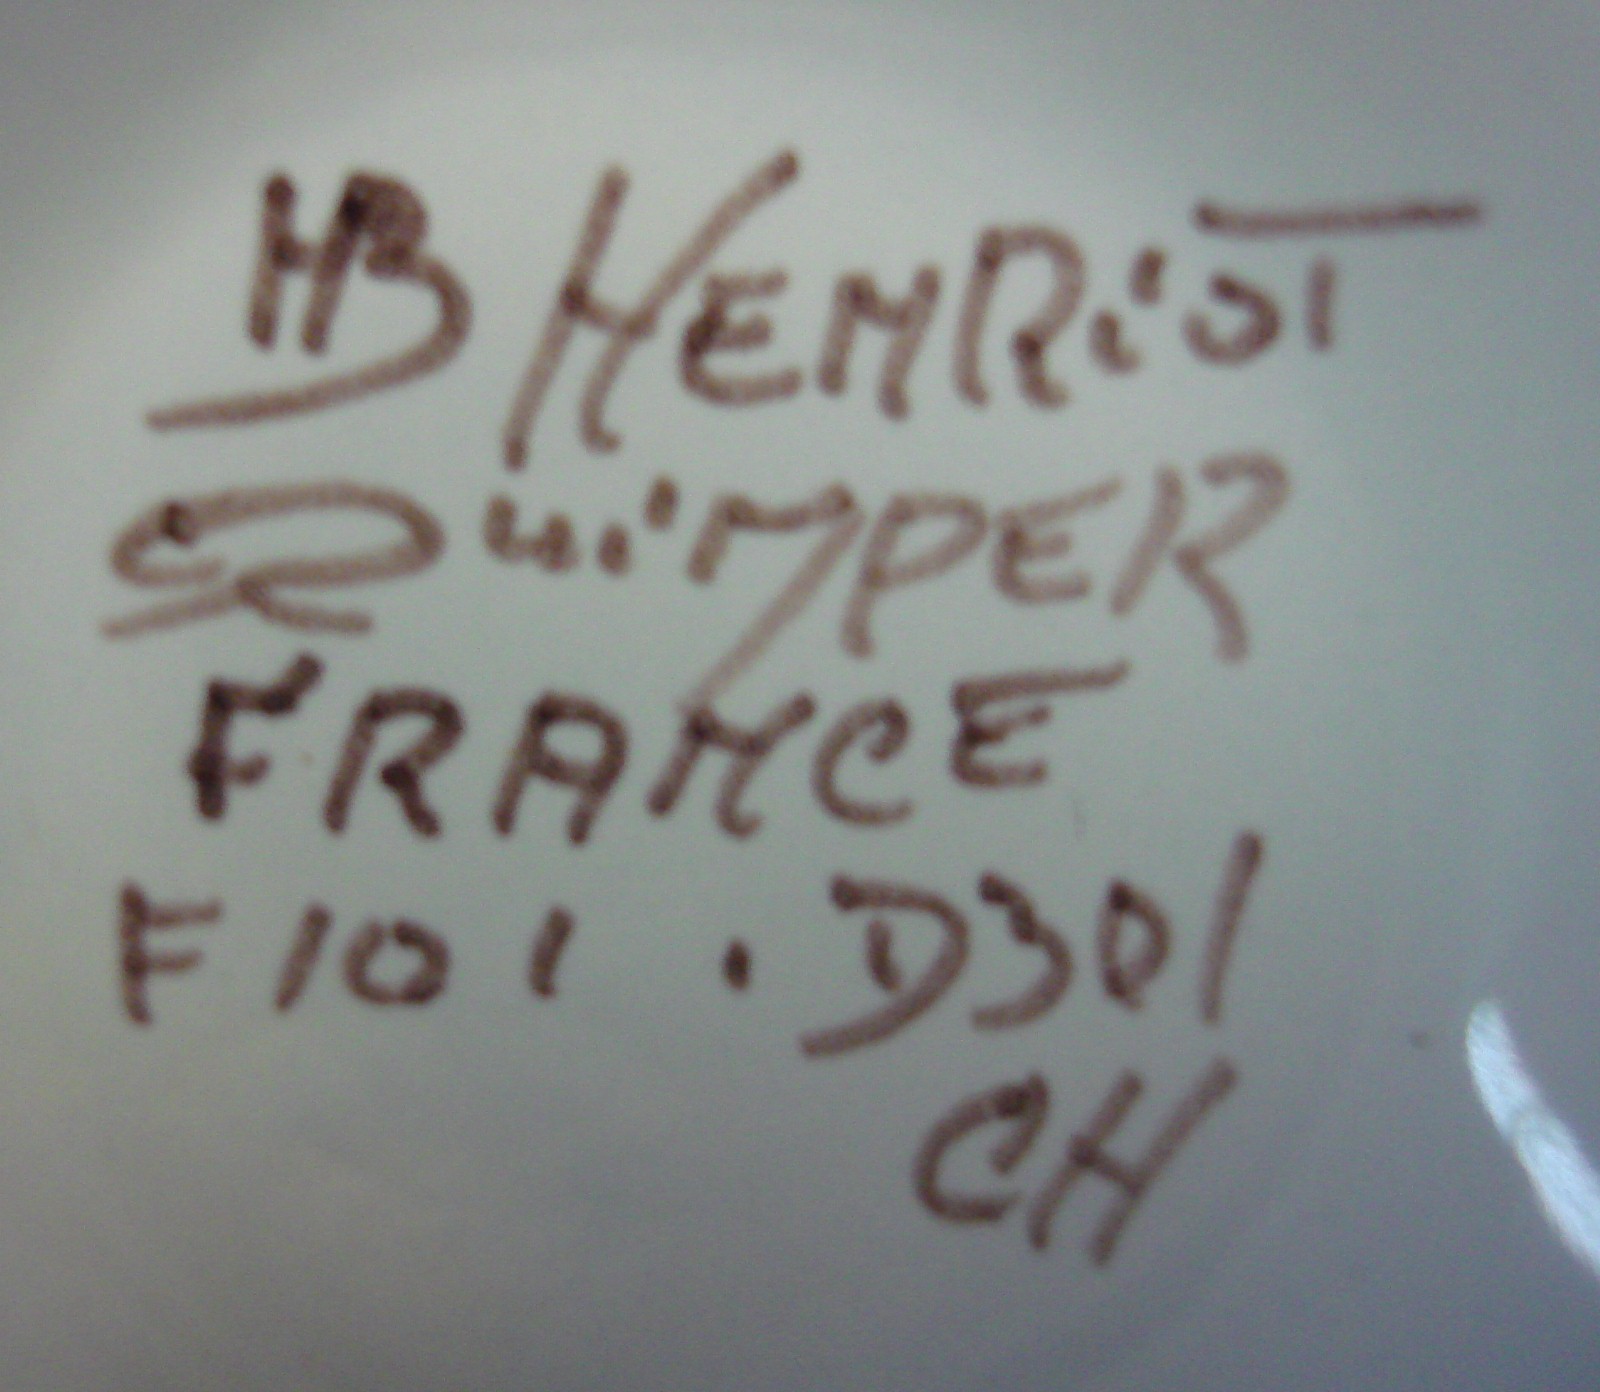 HB HENRiOT
QUiMPER
FRANCE
F101 . D301
CH